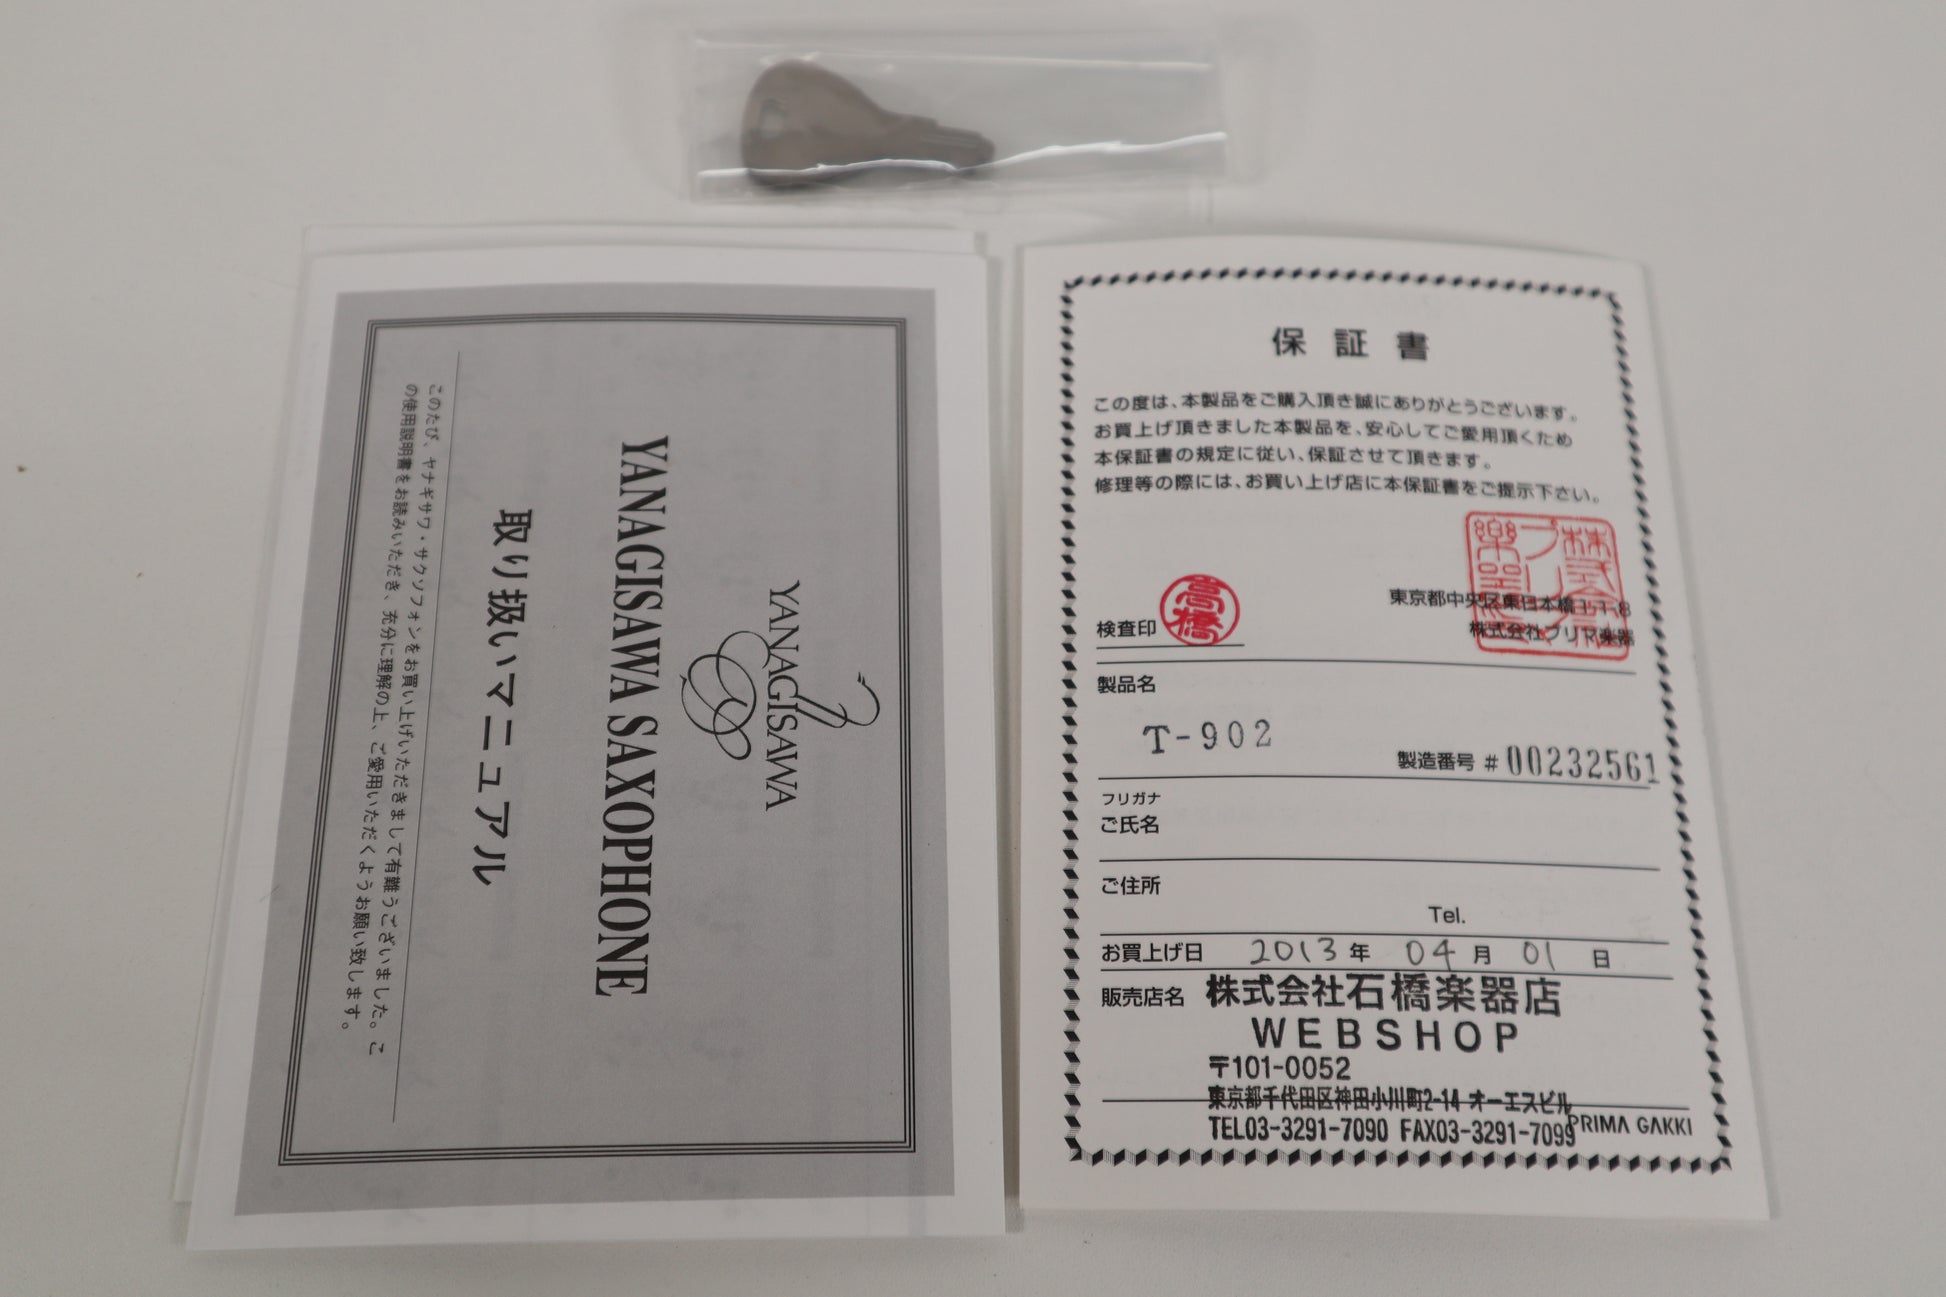 YANAGISAWA
YANAGISAWA SAXOPHONE
取り扱いマニュアル
このたび、ヤナギサワ・サクソフォンをお買い上げいただきまして有難うございました。こ
の使用説明書をお読みいただき、充分に理解の上、ご愛用いただくようお願い致します。
保証書
この度は、本製品をご購入頂き誠にありがとうございます。
お買上げ頂きました本製品を、安心してご愛用頂くため
本保証書の規定に従い、保証させて頂きます。
修理等の際には、お買い上げ店に本保証書をご提示下さい。
東京都中央区東日本橋1-1-8
株式会社プリマ楽器
検査印 高橋
製品名
T-902
製造番号 #00232561
フリガナ
ご氏名
ご住所
Tel.
お買上げ日 2013年 04月 01日
販売店名 株式会社石橋楽器店
WEBSHOP
〒101-0052
東京都千代田区神田小川町2-14 オーエスビル
TEL03-3291-7090 FAX03-3291-7099
PRIMA GAKKI